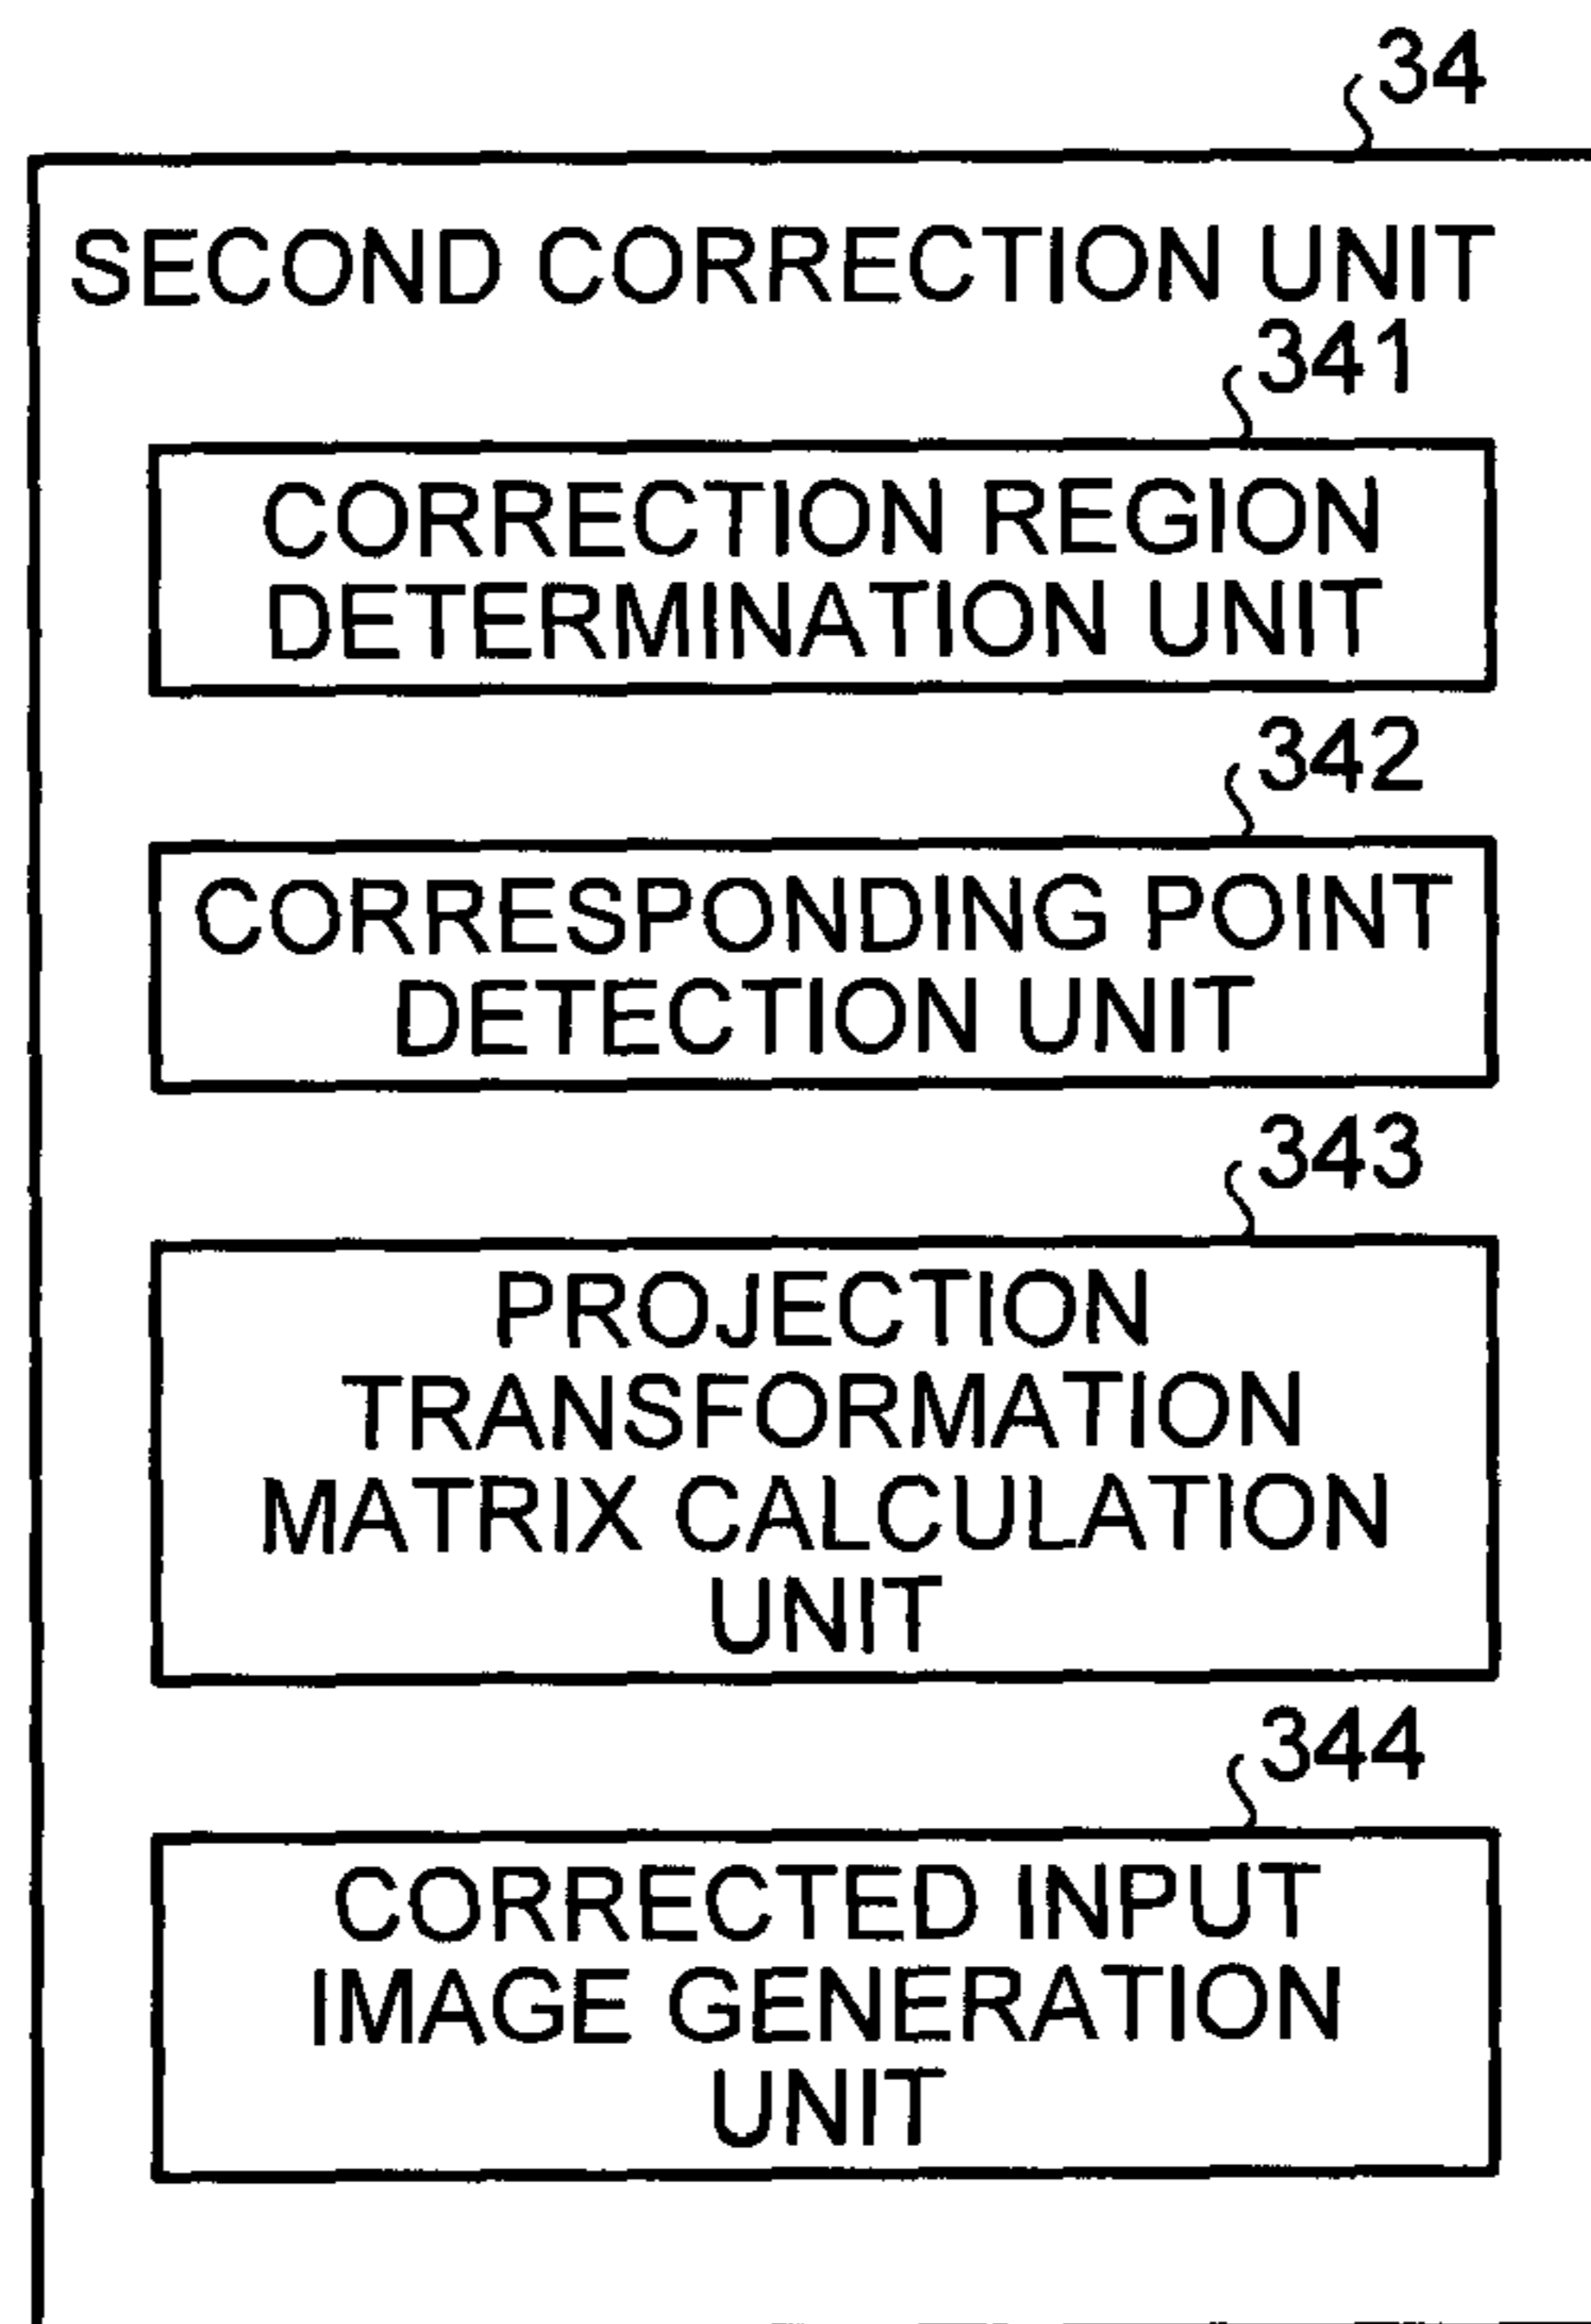 34
SECOND CORRECTION UNIT
341
CORRECTION REGION
DETERMINATION UNIT
342
CORRESPONDING POINT
DETECTION UNIT
343
PROJECTION
TRANSFORMATION
MATRIX CALCULATION
UNIT
344
CORRECTED INPUT
IMAGE GENERATION
UNIT